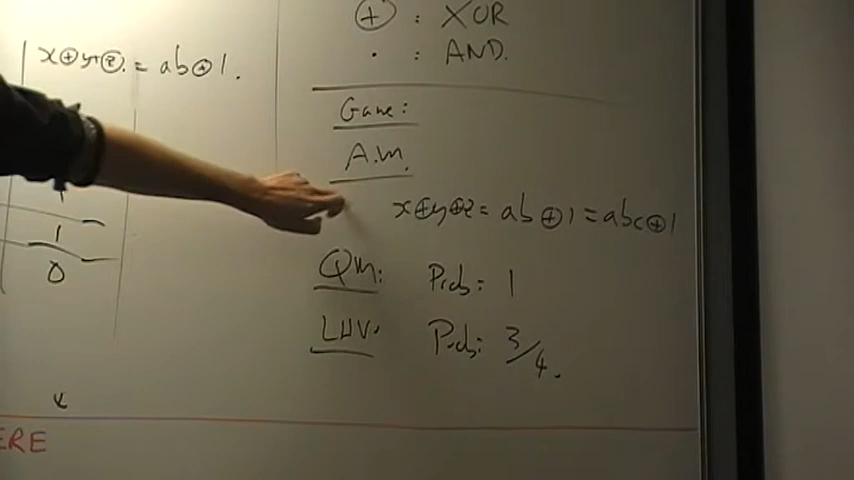 x⊕y⊕z = ab⊕1.
1
0
⊕ : XOR
· : AND.
Game:
A.M.
x⊕y⊕z = ab⊕1 = abc⊕1
QM: Prob: 1
LHV. Prob: 3/4.
ERE